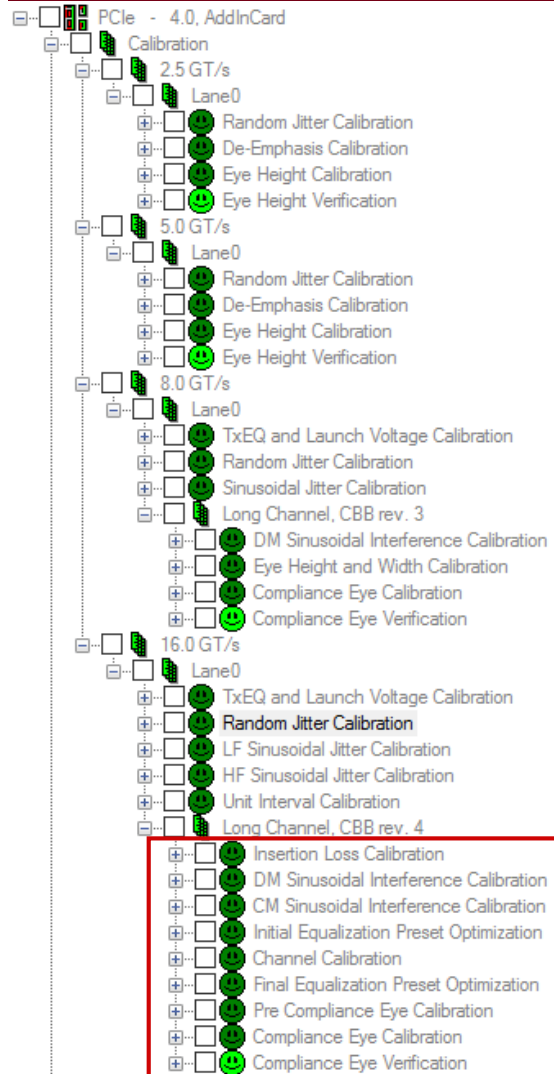 PCIe - 4.0, AddInCard
Calibration
2.5 GT/s
Lane0
Random Jitter Calibration
De-Emphasis Calibration
Eye Height Calibration
Eye Height Verification
5.0 GT/s
Lane0
Random Jitter Calibration
De-Emphasis Calibration
Eye Height Calibration
Eye Height Verification
8.0 GT/s
Lane0
TxEQ and Launch Voltage Calibration
Random Jitter Calibration
Sinusoidal Jitter Calibration
Long Channel, CBB rev. 3
DM Sinusoidal Interference Calibration
Eye Height and Width Calibration
Compliance Eye Calibration
Compliance Eye Verification
16.0 GT/s
Lane0
TxEQ and Launch Voltage Calibration
Random Jitter Calibration
LF Sinusoidal Jitter Calibration
HF Sinusoidal Jitter Calibration
Unit Interval Calibration
Long Channel, CBB rev. 4
Insertion Loss Calibration
DM Sinusoidal Interference Calibration
CM Sinusoidal Interference Calibration
Initial Equalization Preset Optimization
Channel Calibration
Final Equalization Preset Optimization
Pre Compliance Eye Calibration
Compliance Eye Calibration
Compliance Eye Verification